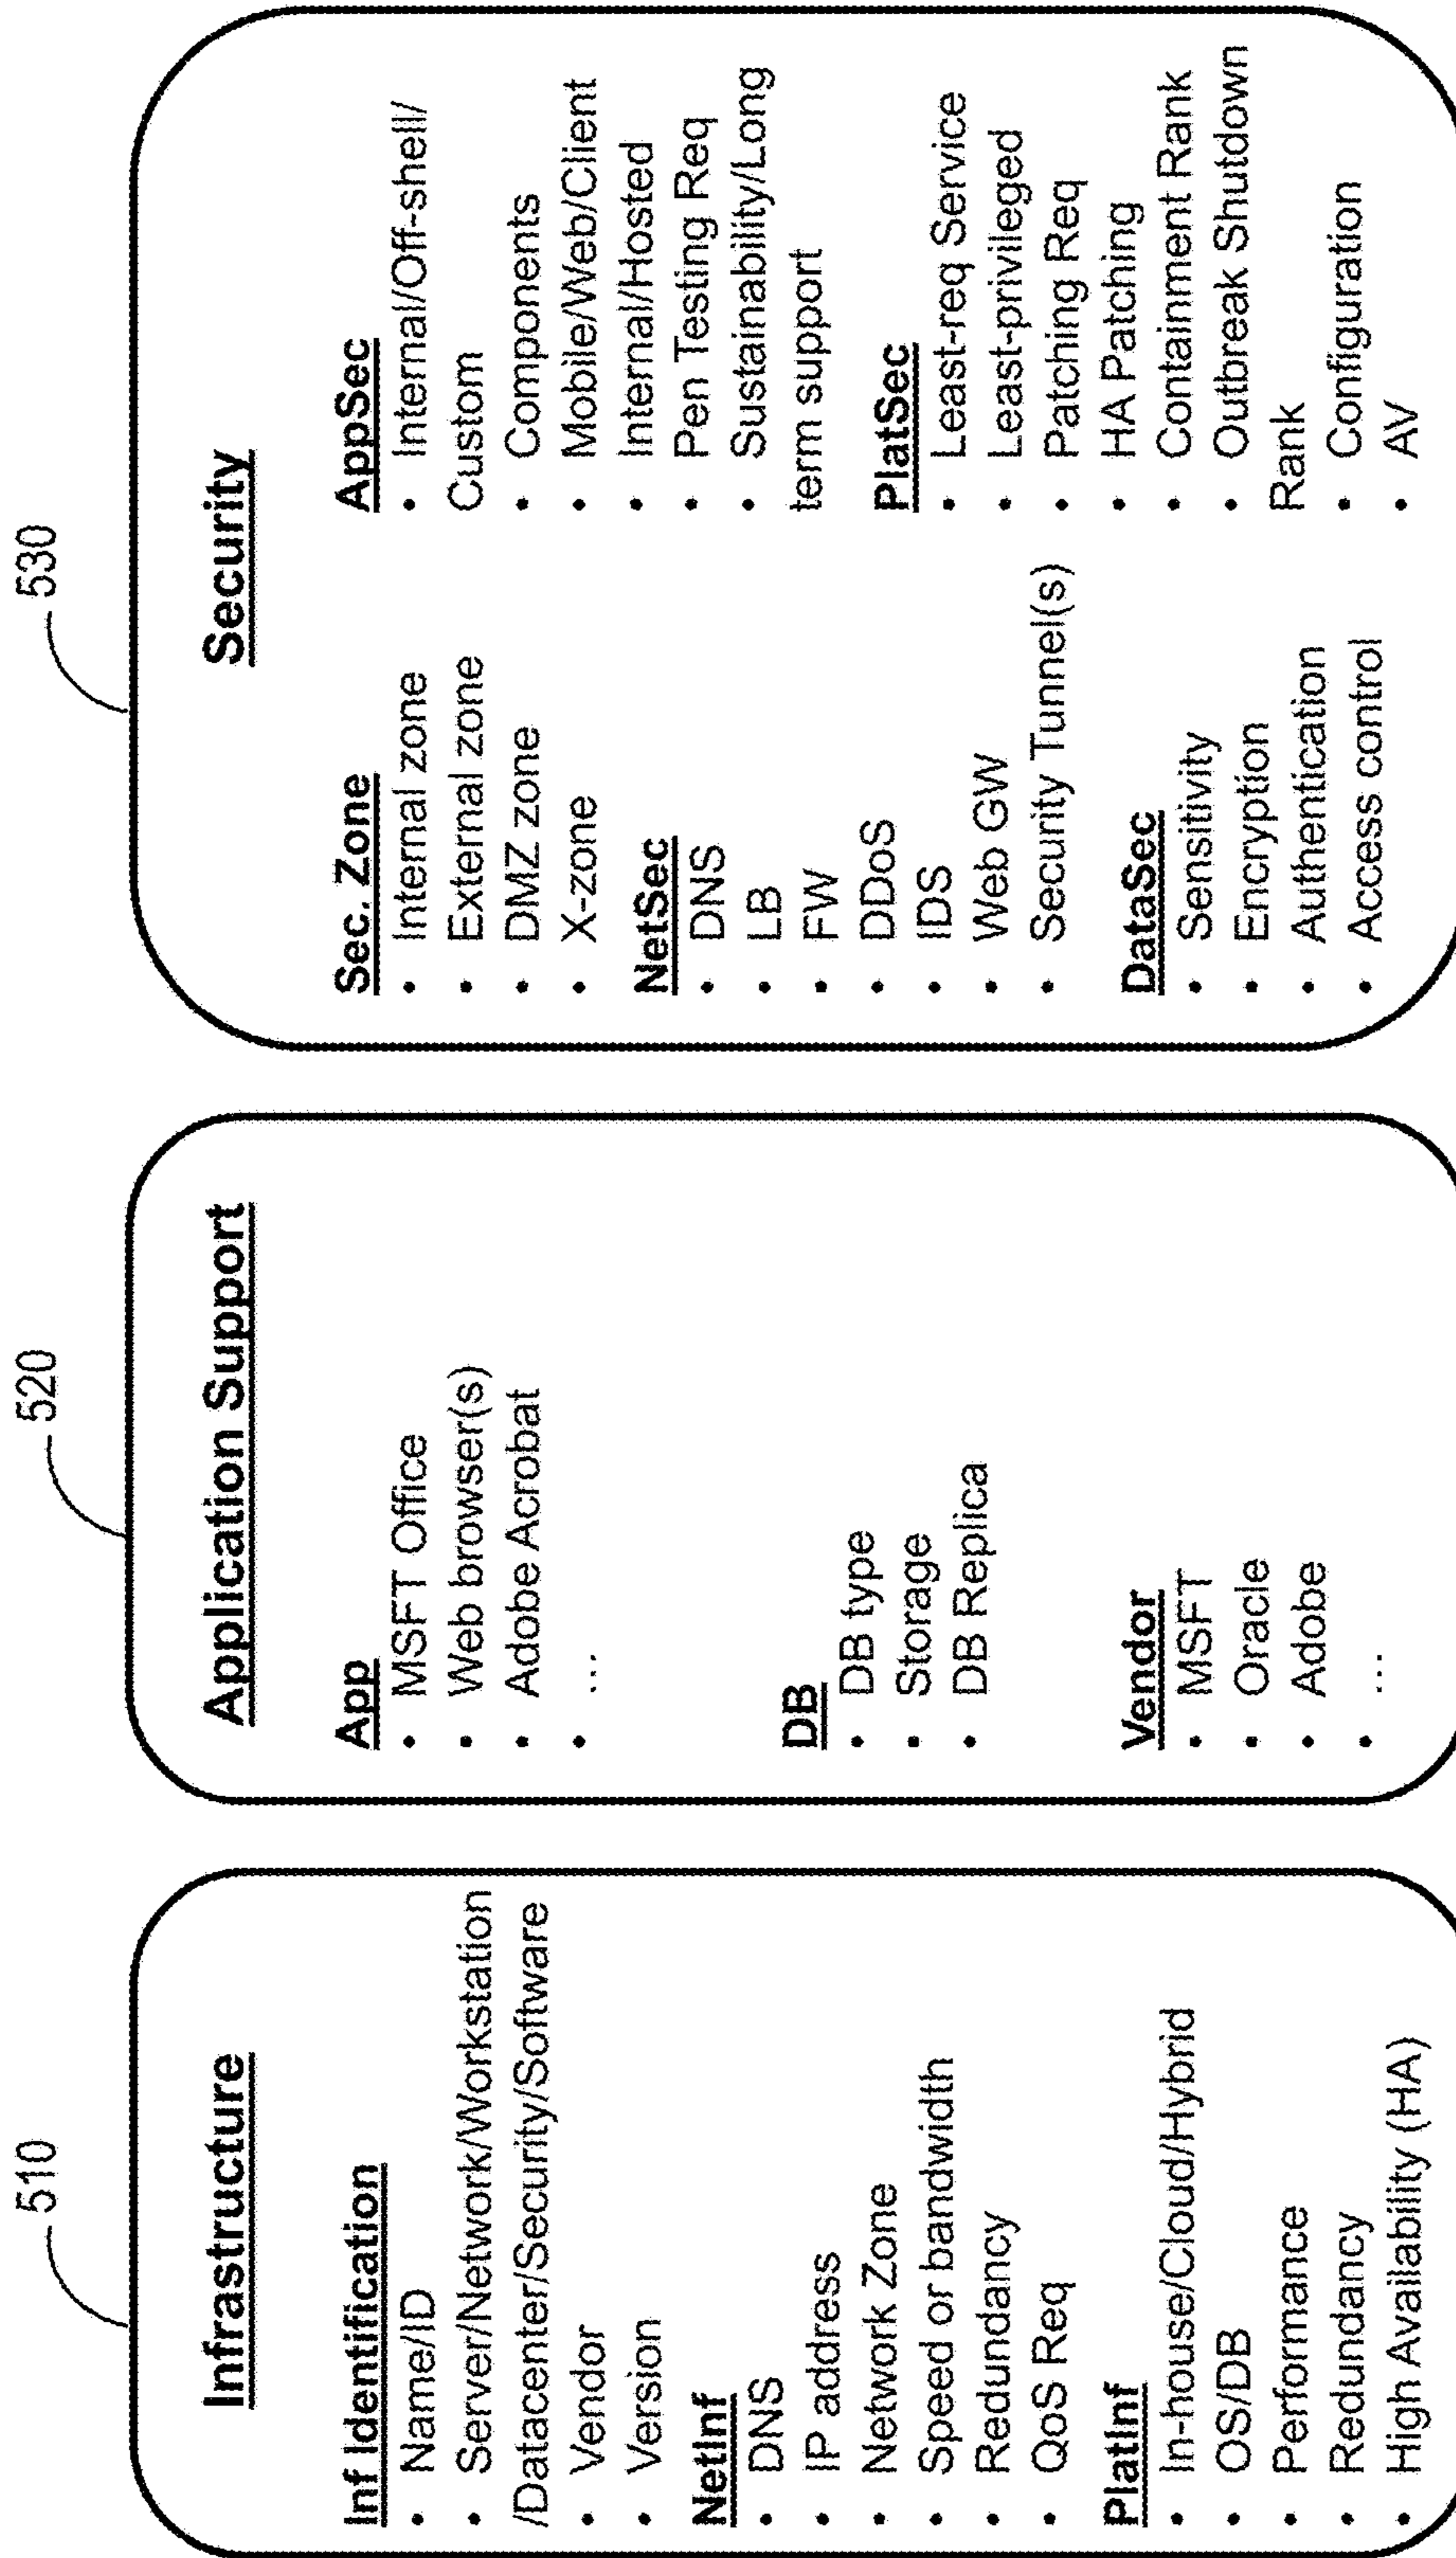 510
Infrastructure
Inf Identification
• Name/ID
• Server/Network/Workstation
/Datacenter/Security/Software
• Vendor
• Version
NetInf
• DNS
• IP address
• Network Zone
• Speed or bandwidth
• Redundancy
• QoS Req
PlatInf
• In-house/Cloud/Hybrid
• OS/DB
• Performance
• Redundancy
• High Availability (HA)
520
Application Support
App
• MSFT Office
• Web browser(s)
• Adobe Acrobat
• ...
DB
• DB type
• Storage
• DB Replica
Vendor
• MSFT
• Oracle
• Adobe
• ...
530
Security
Sec. Zone
• Internal zone
• External zone
• DMZ zone
• X-zone
NetSec
• DNS
• LB
• FW
• DDoS
• IDS
• Web GW
• Security Tunnel(s)
DataSec
• Sensitivity
• Encryption
• Authentication
• Access control
AppSec
• Internal/Off-shell/
Custom
• Components
• Mobile/Web/Client
• Internal/Hosted
• Pen Testing Req
• Sustainability/Long
term support
PlatSec
• Least-req Service
• Least-privileged
• Patching Req
• HA Patching
• Containment Rank
• Outbreak Shutdown
Rank
• Configuration
• AV